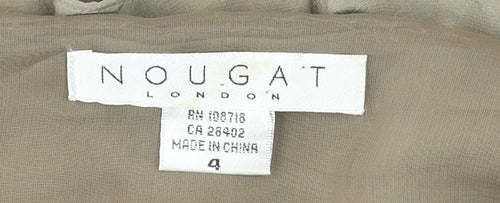 NOUGAT
LONDON
RN 108718
CA 28402
MADE IN CHINA
4